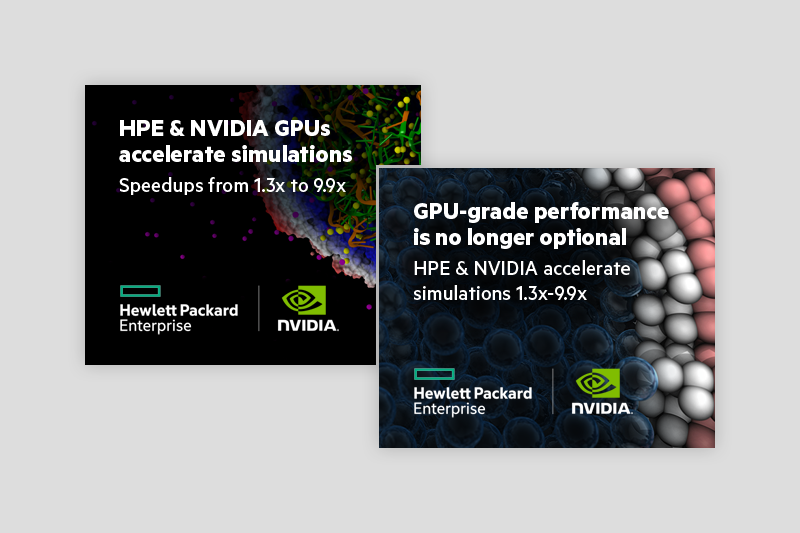 HPE & NVIDIA GPUs
accelerate simulations
Speedups from 1.3x to 9.9x
Hewlett Packard
Enterprise
NVIDIA.
GPU-grade performance
is no longer optional
HPE & NVIDIA accelerate
simulations 1.3x-9.9x
Hewlett Packard
Enterprise
NVIDIA.